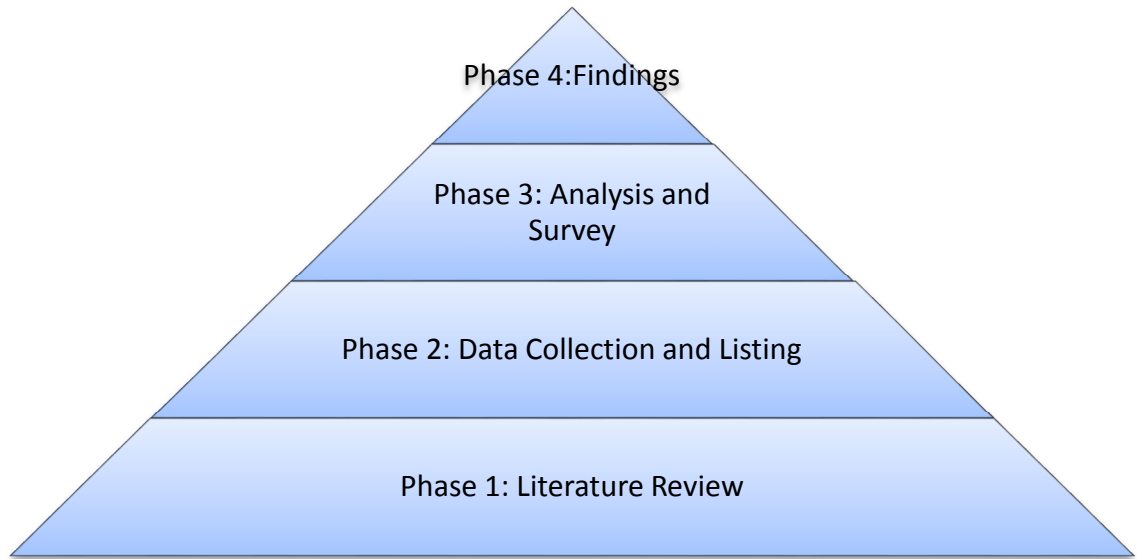 Phase 4:Findings
Phase 3: Analysis and
Survey
Phase 2: Data Collection and Listing
Phase 1: Literature Review